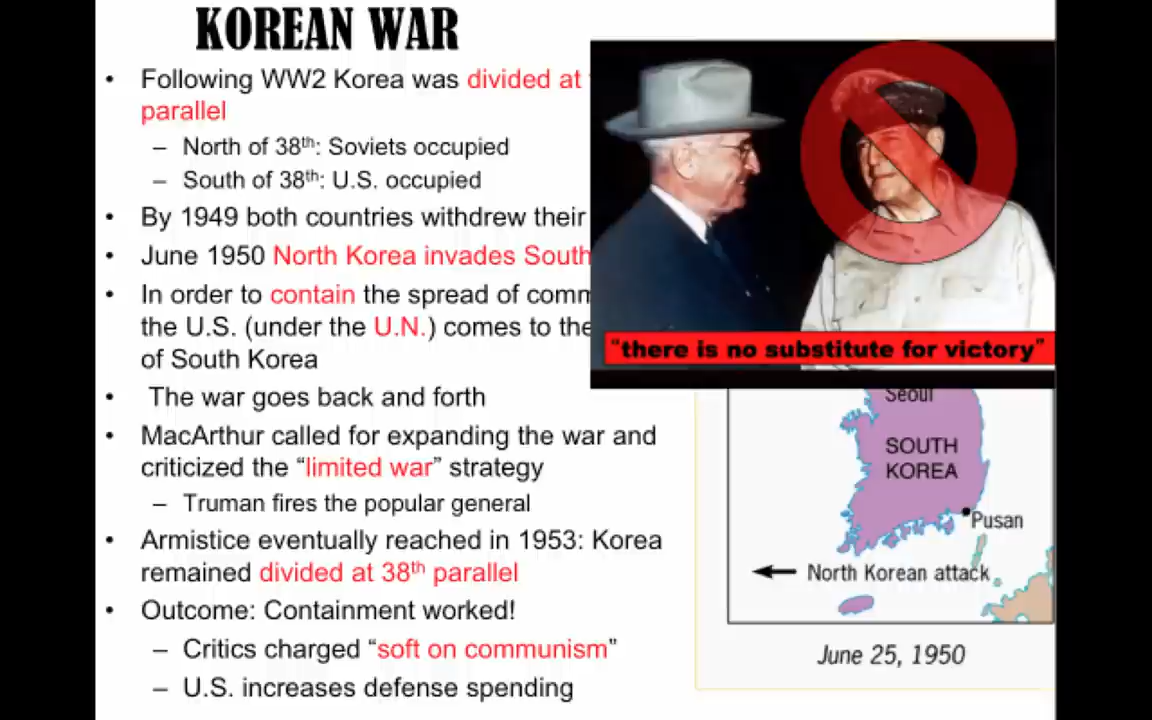 KOREAN WAR
• Following WW2 Korea was divided at
parallel
– North of 38th: Soviets occupied
– South of 38th: U.S. occupied
• By 1949 both countries withdrew their
• June 1950 North Korea invades South
• In order to contain the spread of comm
the U.S. (under the U.N.) comes to the
of South Korea
• The war goes back and forth
• MacArthur called for expanding the war and
criticized the “limited war” strategy
– Truman fires the popular general
• Armistice eventually reached in 1953: Korea
remained divided at 38th parallel
• Outcome: Containment worked!
– Critics charged “soft on communism”
– U.S. increases defense spending
"there is no substitute for victory"
Seoul
SOUTH
KOREA
Pusan
North Korean attack
June 25, 1950